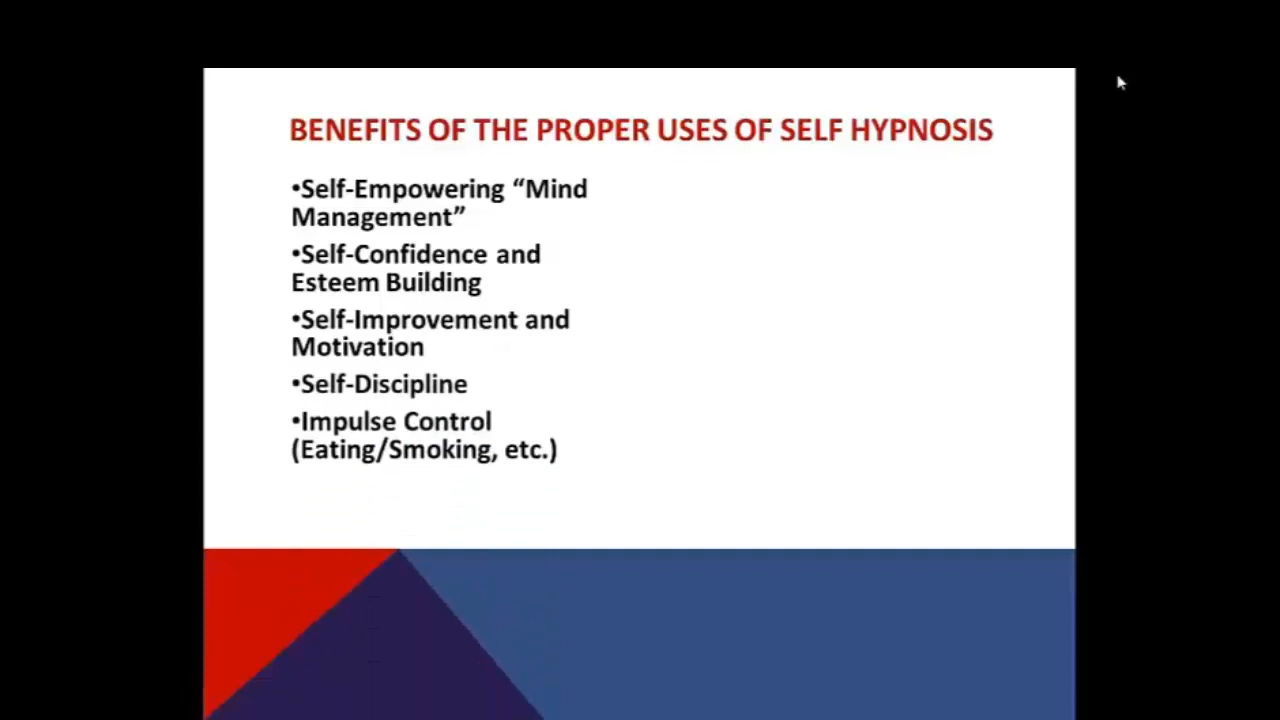 BENEFITS OF THE PROPER USES OF SELF HYPNOSIS
•Self-Empowering “Mind
Management”
•Self-Confidence and
Esteem Building
•Self-Improvement and
Motivation
•Self-Discipline
•Impulse Control
(Eating/Smoking, etc.)